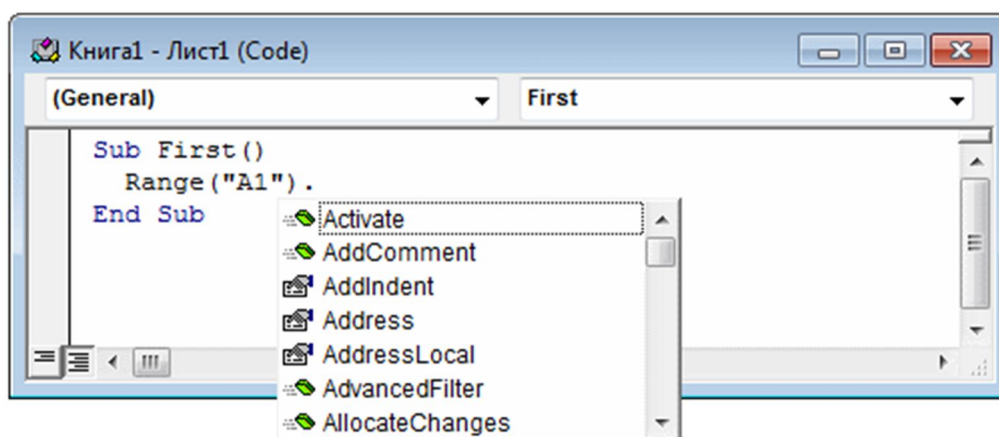 Книга1 - Лист1 (Code)
(General) First
Sub First()
Range("A1").
End Sub
Activate
AddComment
AddIndent
Address
AddressLocal
AdvancedFilter
AllocateChanges